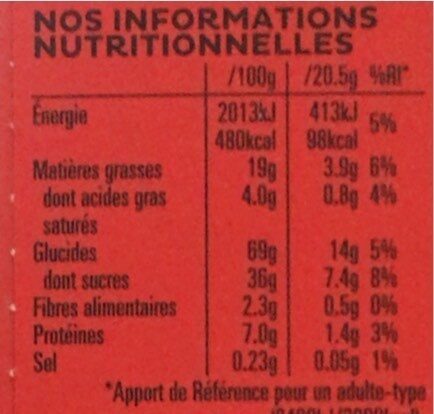 NOS INFORMATIONS
NUTRITIONNELLES
/100g /20.5g %RI*
Énergie 2013kJ 413kJ 5%
480kcal 98kcal
Matières grasses 19g 3.9g 6%
dont acides gras 4.0g 0.8g 4%
saturés
Glucides 69g 14g 5%
dont sucres 36g 7.4g 8%
Fibres alimentaires 2.3g 0.5g 0%
Protéines 7.0g 1.4g 3%
Sel 0.23g 0.05g 1%
*Apport de Référence pour un adulte-type